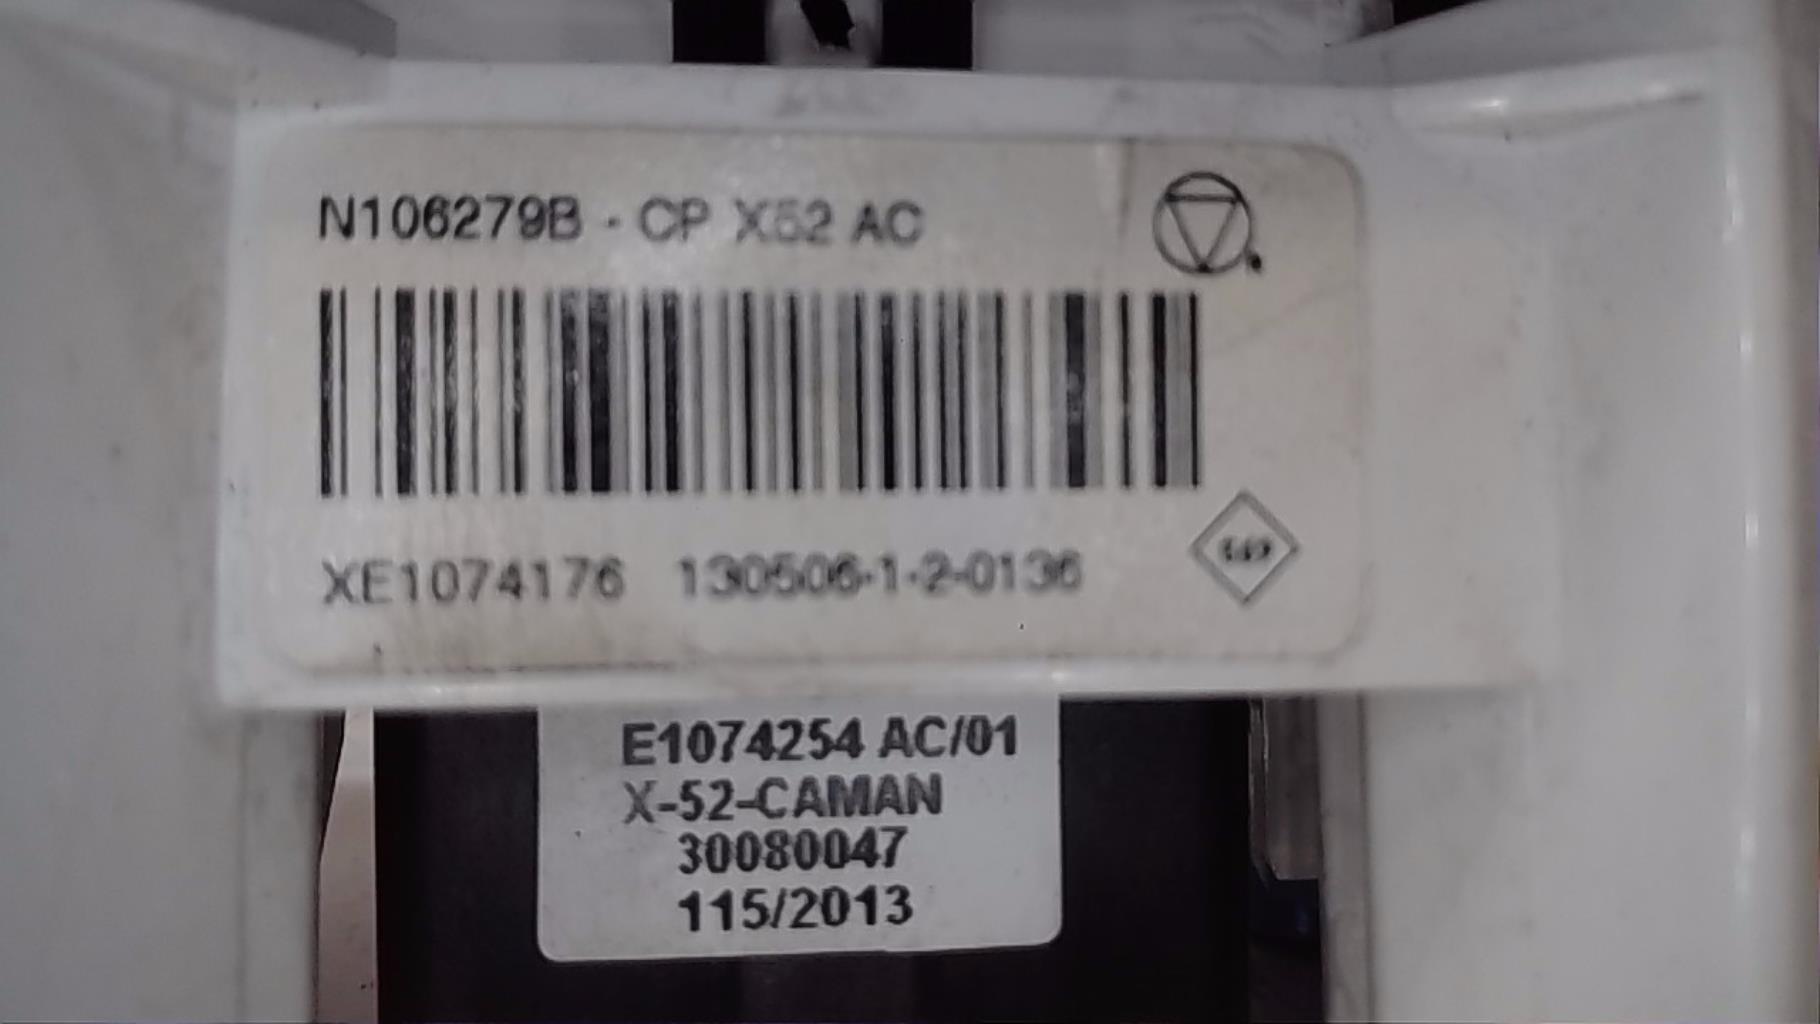 N106279B - CP X52 AC
XE1074176 130506-1-2-0136
E1074254 AC/01
X-52-CAMAN
30080047
115/2013